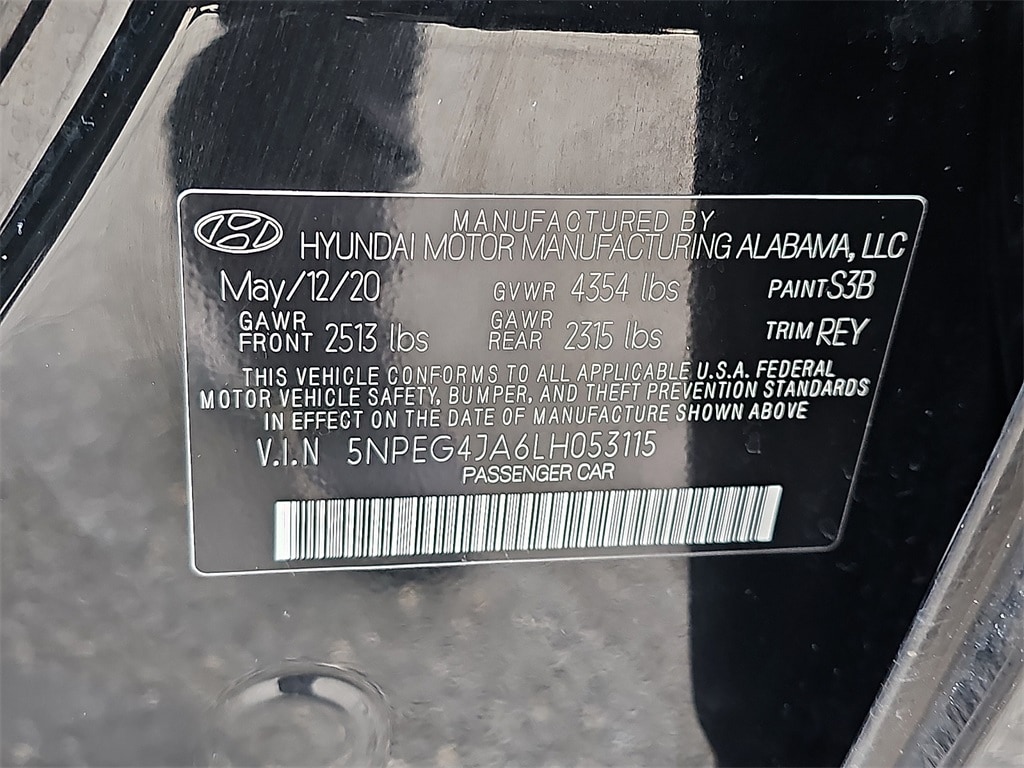 MANUFACTURED BY
HYUNDAI MOTOR MANUFACTURING ALABAMA, LLC
May/12/20 GVWR 4354 lbs PAINT S3B
GAWR FRONT 2513 lbs GAWR REAR 2315 lbs TRIM REY
THIS VEHICLE CONFORMS TO ALL APPLICABLE U.S.A. FEDERAL
MOTOR VEHICLE SAFETY, BUMPER, AND THEFT PREVENTION STANDARDS
IN EFFECT ON THE DATE OF MANUFACTURE SHOWN ABOVE
V.I.N 5NPEG4JA6LH053115
PASSENGER CAR